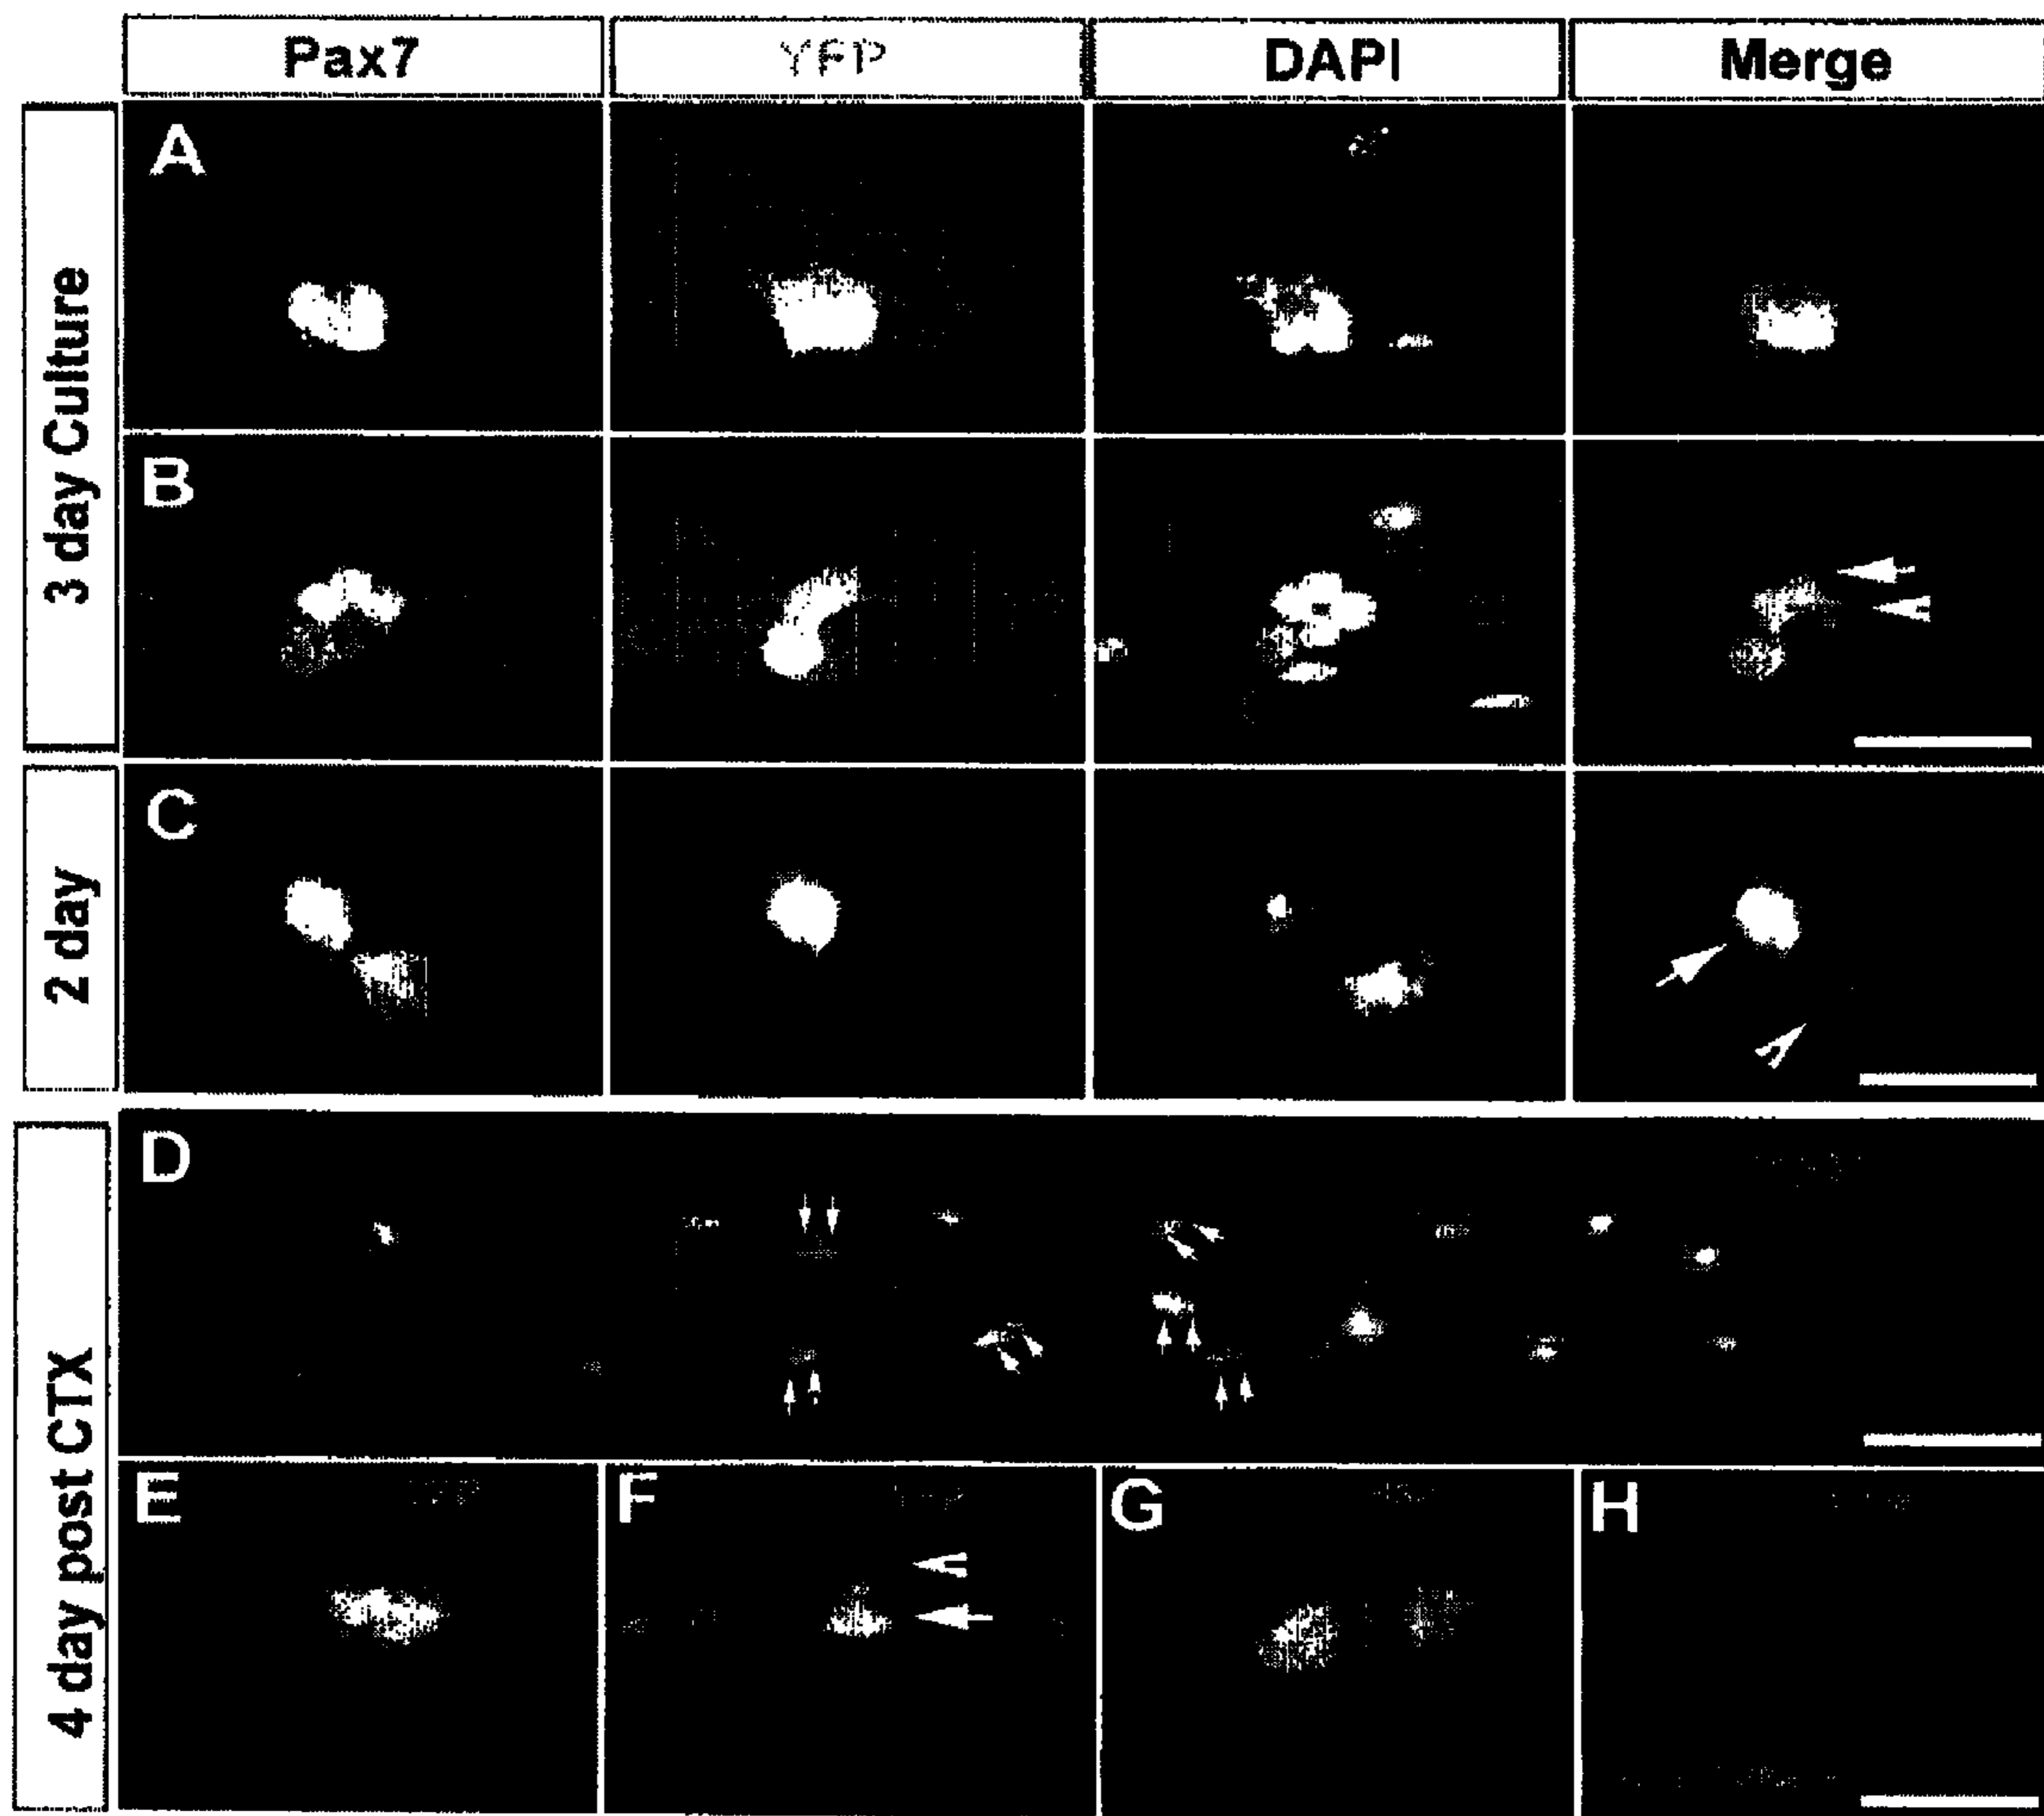 Pax7 YFP DAPI Merge
3 day Culture
A
B
2 day
C
4 day post CTX
D
E F G H